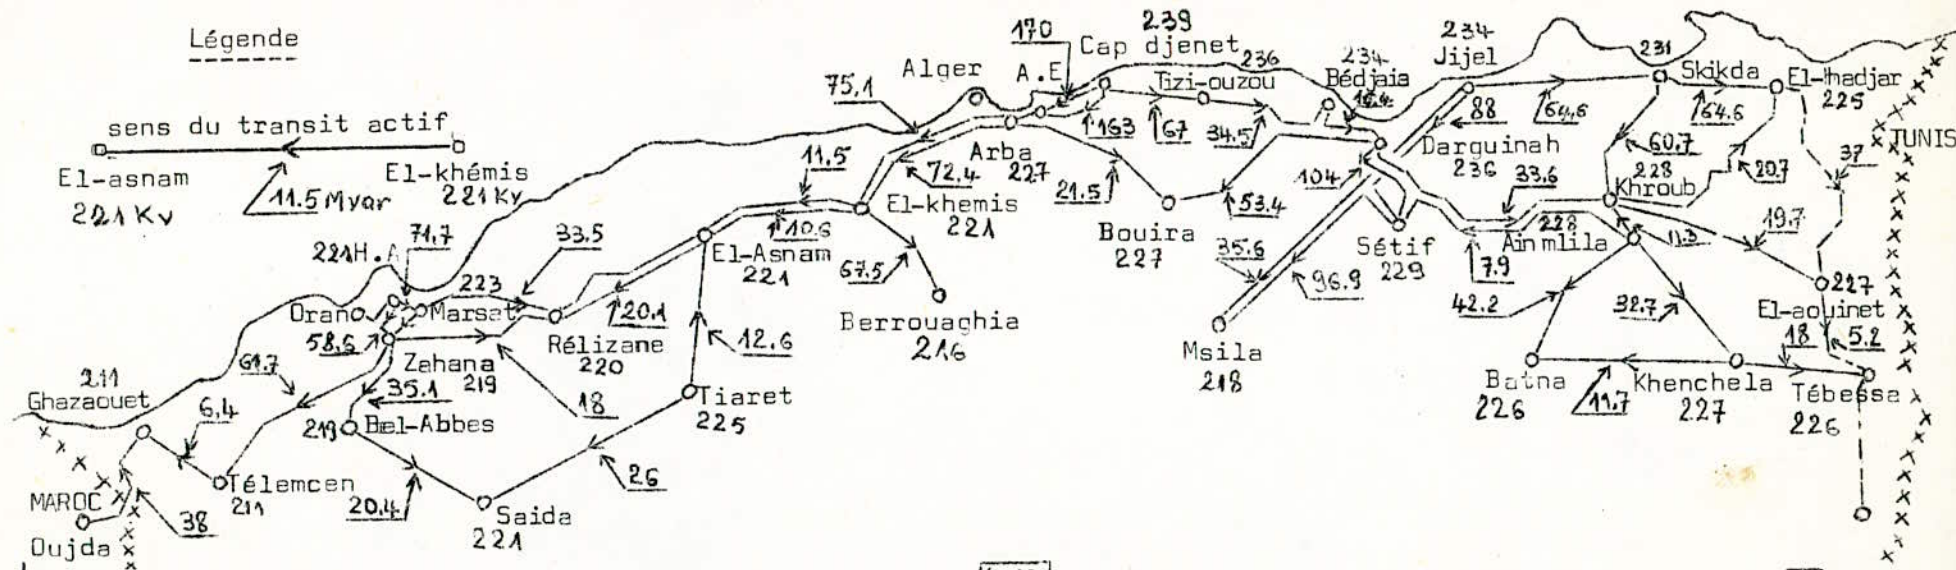 Légende
sens du transit actif
El-asnam
221 Kv
El-khémis
221 Kv
11.5 Mvar
170
239
Cap djenet
236
234
Bédjaia
16.4
234
Jijel
231
Skikda
El-hadjar
225
Alger
A.E
Tizi-ouzou
75.1
163
67
34.5
88
64,6
64.6
TUNIS
Arba
227
Darguinah
236
60.7
228
Khroub
20.7
37
11,5
72.4
El-khemis
221
21.5
53.4
104
33.6
19.7
Bouira
227
Sétif
229
228
Ain mlila
11.3
7.9
71.7
33.5
10.6
El-Asnam
221
67.5
35.6
96.9
221 H.A
223
Oran
Marsat
20.1
Berrouaghia
216
42.2
32.7
227
El-aouinet
18
5.2
58.6
Zahana
219
Rélizane
220
12.6
Msila
218
Batna
226
11.7
Khenchela
227
Tébessa
226
211
Ghazaouet
61.7
35.1
18
Tiaret
225
6,4
219
Bel-Abbes
26
Télemcen
211
20.4
Saida
221
MAROC
Oujda
38